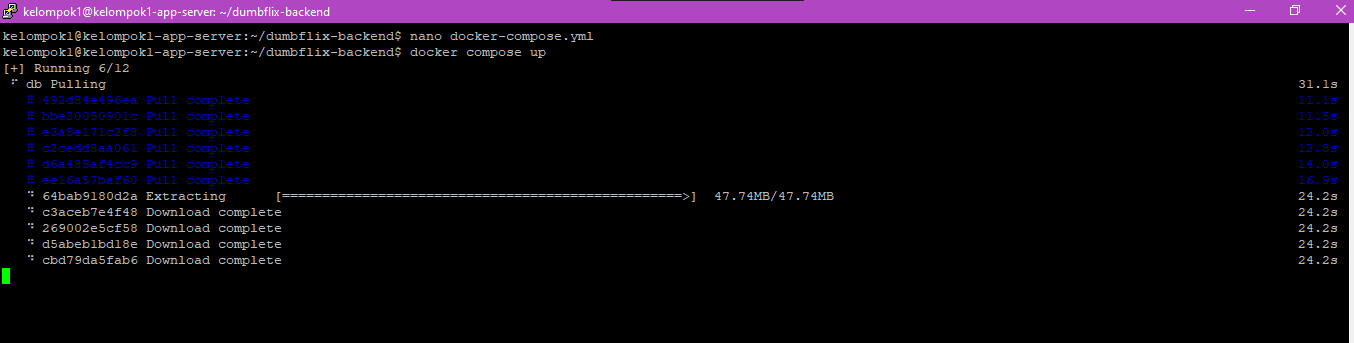 kelompok1@kelompok1-app-server: ~/dumbflix-backend
kelompok1@kelompok1-app-server:~/dumbflix-backend$ nano docker-compose.yml
kelompok1@kelompok1-app-server:~/dumbflix-backend$ docker compose up
[+] Running 6/12
⠋ db Pulling 31.1s
⠿ 492d84e496ea Pull complete 11.1s
⠿ bbe20050901c Pull complete 11.5s
⠿ e3a5e171c2f8 Pull complete 12.0s
⠿ c2cedd8aa061 Pull complete 12.8s
⠿ d6a485af4cc9 Pull complete 14.0s
⠿ ee16a57baf60 Pull complete 16.9s
⠙ 64bab9180d2a Extracting [==================================================>] 47.74MB/47.74MB 24.2s
⠙ c3aceb7e4f48 Download complete 24.2s
⠙ 269002e5cf58 Download complete 24.2s
⠙ d5abeb1bd18e Download complete 24.2s
⠙ cbd79da5fab6 Download complete 24.2s